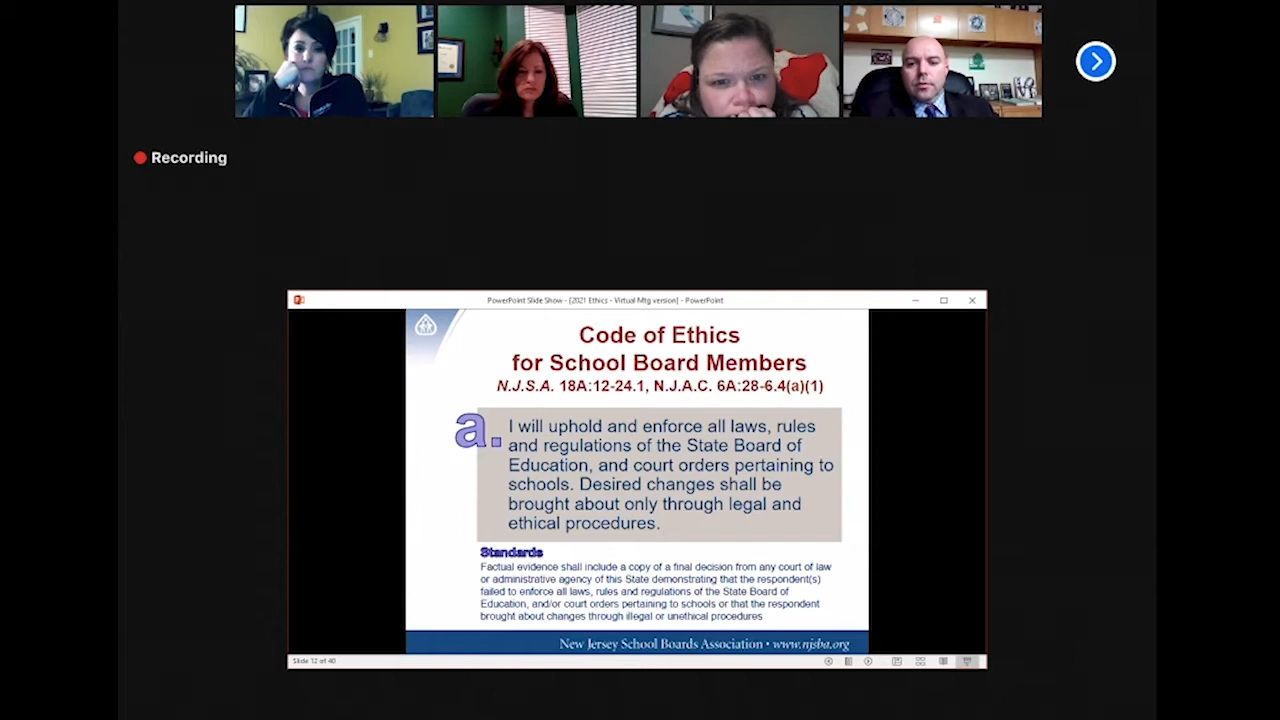 Recording
PowerPoint Slide Show - [2021 Ethics - Virtual Mtg version] - PowerPoint
Code of Ethics
for School Board Members
N.J.S.A. 18A:12-24.1, N.J.A.C. 6A:28-6.4(a)(1)
a. I will uphold and enforce all laws, rules
and regulations of the State Board of
Education, and court orders pertaining to
schools. Desired changes shall be
brought about only through legal and
ethical procedures.
Standards
Factual evidence shall include a copy of a final decision from any court of law
or administrative agency of this State demonstrating that the respondent(s)
failed to enforce all laws, rules and regulations of the State Board of
Education, and/or court orders pertaining to schools or that the respondent
brought about changes through illegal or unethical procedures
New Jersey School Boards Association • www.njsba.org
Slide 12 of 40